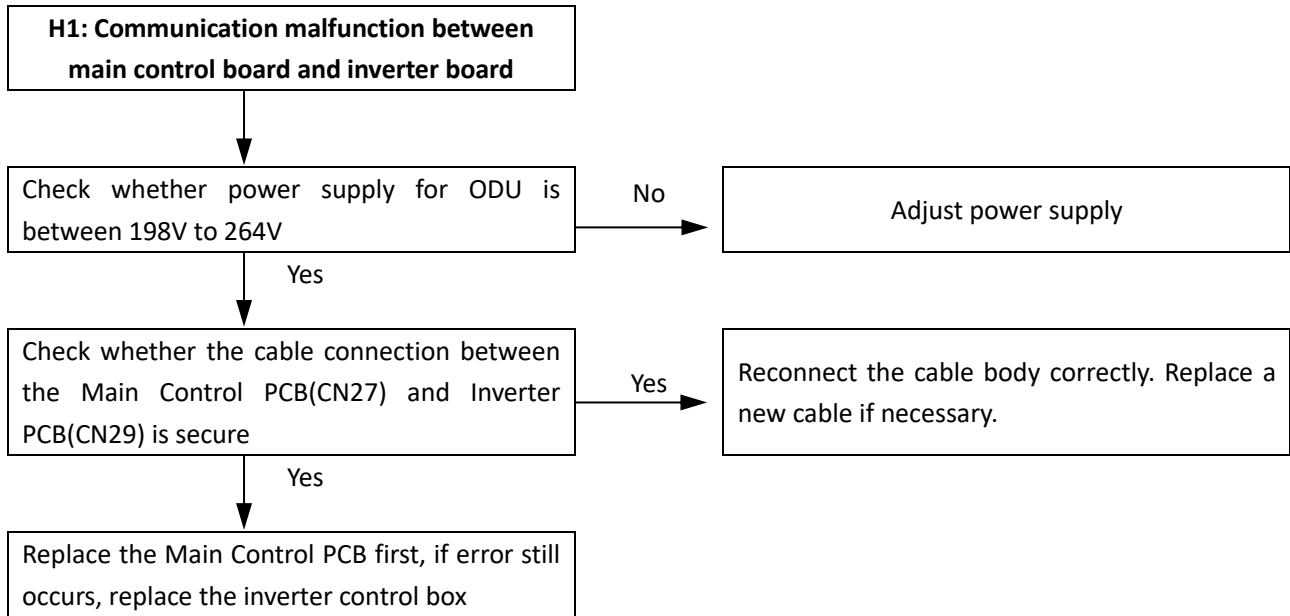 H1: Communication malfunction between
main control board and inverter board
Check whether power supply for ODU is
between 198V to 264V
No
Adjust power supply
Yes
Check whether the cable connection between
the Main Control PCB(CN27) and Inverter
PCB(CN29) is secure
Yes
Reconnect the cable body correctly. Replace a
new cable if necessary.
Yes
Replace the Main Control PCB first, if error still
occurs, replace the inverter control box